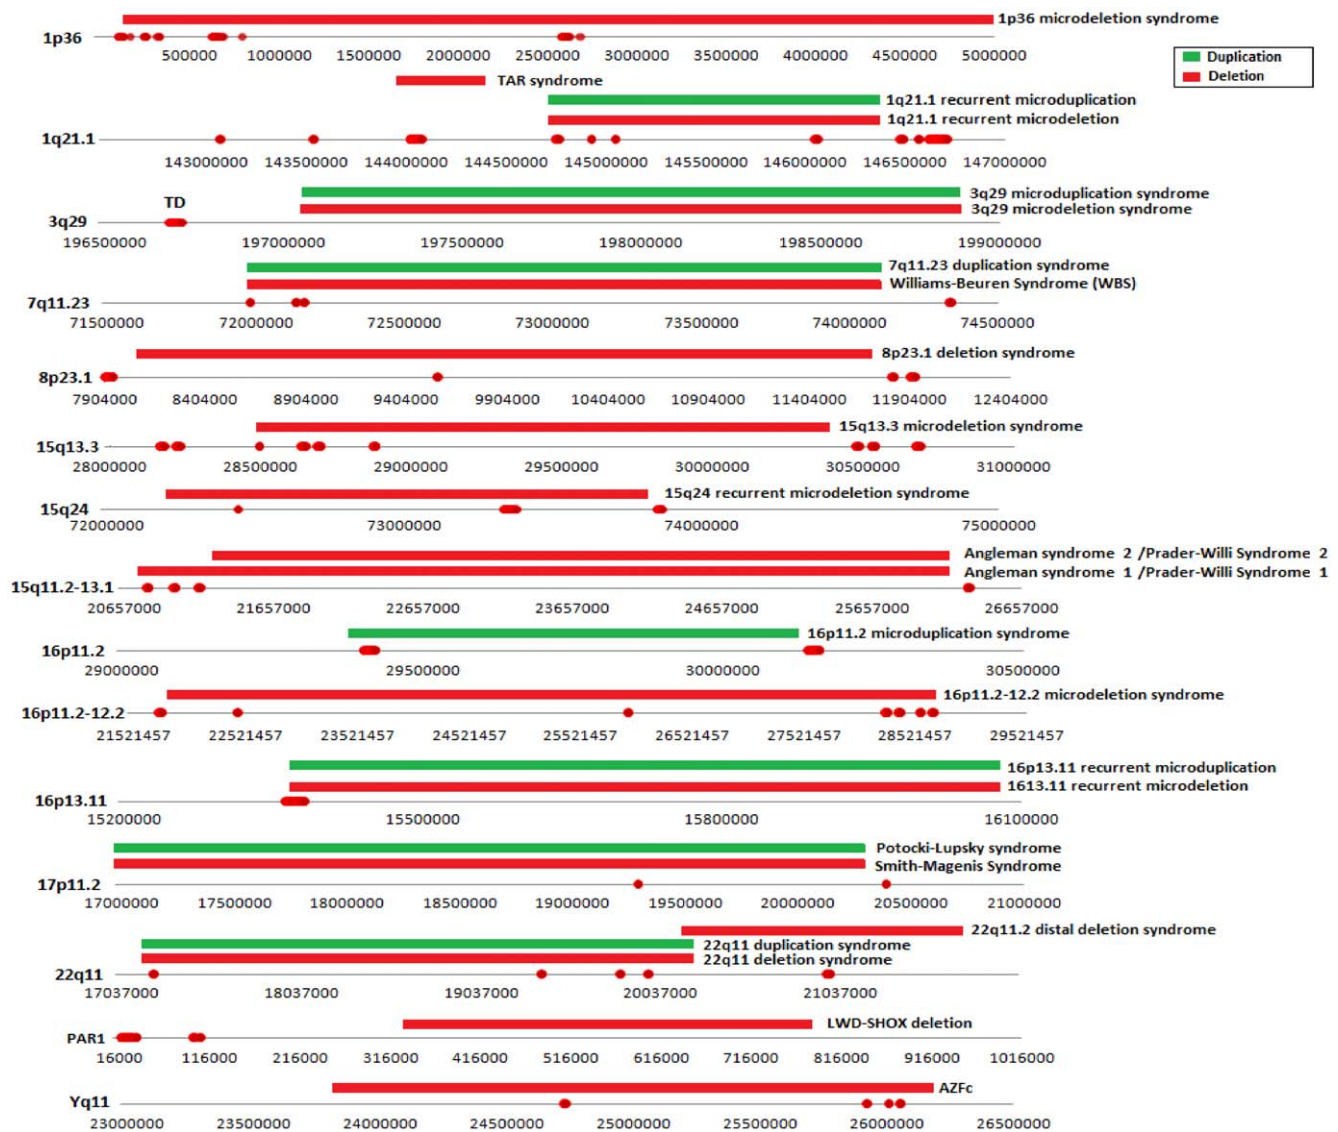 1p36 microdeletion syndrome
1p36
500000 1000000 1500000 2000000 2500000 3000000 3500000 4000000 4500000 5000000
Duplication
Deletion
TAR syndrome
1q21.1 recurrent microduplication
1q21.1 recurrent microdeletion
1q21.1
143000000 143500000 144000000 144500000 145000000 145500000 146000000 146500000 147000000
TD
3q29 microduplication syndrome
3q29 microdeletion syndrome
3q29
196500000 197000000 197500000 198000000 198500000 199000000
7q11.23 duplication syndrome
Williams-Beuren Syndrome (WBS)
7q11.23
71500000 72000000 72500000 73000000 73500000 74000000 74500000
8p23.1 deletion syndrome
8p23.1
7904000 8404000 8904000 9404000 9904000 10404000 10904000 11404000 11904000 12404000
15q13.3 microdeletion syndrome
15q13.3
28000000 28500000 29000000 29500000 30000000 30500000 31000000
15q24 recurrent microdeletion syndrome
15q24
72000000 73000000 74000000 75000000
Angleman syndrome 2 /Prader-Willi Syndrome 2
Angleman syndrome 1 /Prader-Willi Syndrome 1
15q11.2-13.1
20657000 21657000 22657000 23657000 24657000 25657000 26657000
16p11.2 microduplication syndrome
16p11.2
29000000 29500000 30000000 30500000
16p11.2-12.2 microdeletion syndrome
16p11.2-12.2
21521457 22521457 23521457 24521457 25521457 26521457 27521457 28521457 29521457
16p13.11 recurrent microduplication
1613.11 recurrent microdeletion
16p13.11
15200000 15500000 15800000 16100000
Potocki-Lupsky syndrome
Smith-Magenis Syndrome
17p11.2
17000000 17500000 18000000 18500000 19000000 19500000 20000000 20500000 21000000
22q11.2 distal deletion syndrome
22q11 duplication syndrome
22q11 deletion syndrome
22q11
17037000 18037000 19037000 20037000 21037000
LWD-SHOX deletion
PAR1
16000 116000 216000 316000 416000 516000 616000 716000 816000 916000 1016000
AZFc
Yq11
23000000 23500000 24000000 24500000 25000000 25500000 26000000 26500000